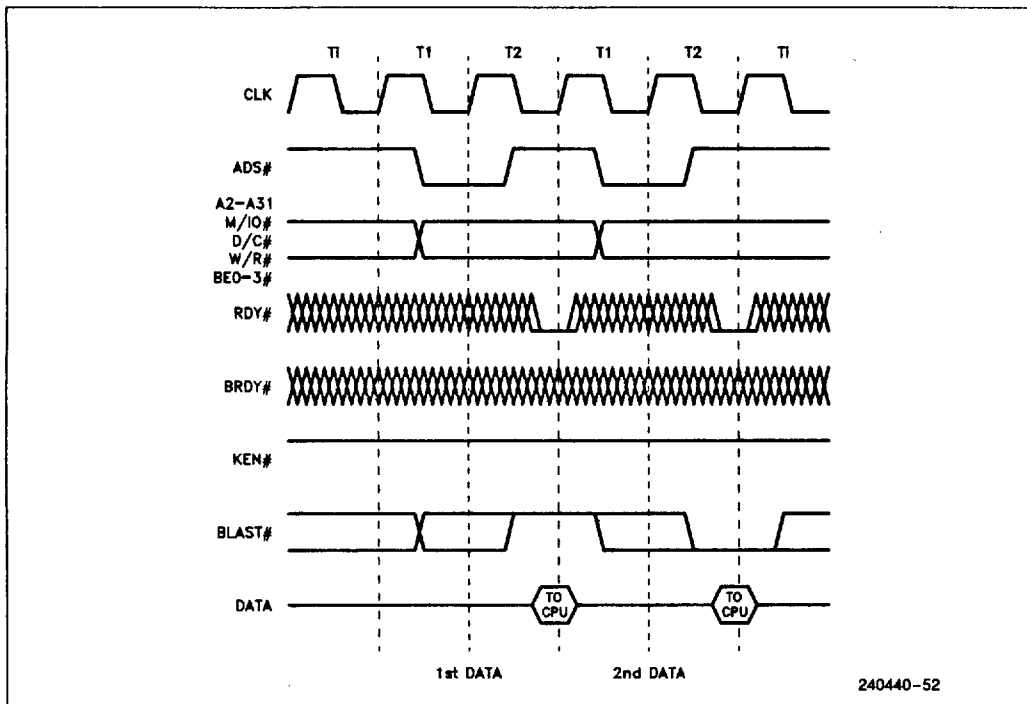 Ti T1 T2 T1 T2 Ti
CLK
ADS#
A2-A31
M/IO#
D/C#
W/R#
BE0-3#
RDY#
BRDY#
KEN#
BLAST#
DATA
TO
CPU
TO
CPU
1st DATA 2nd DATA
240440-52